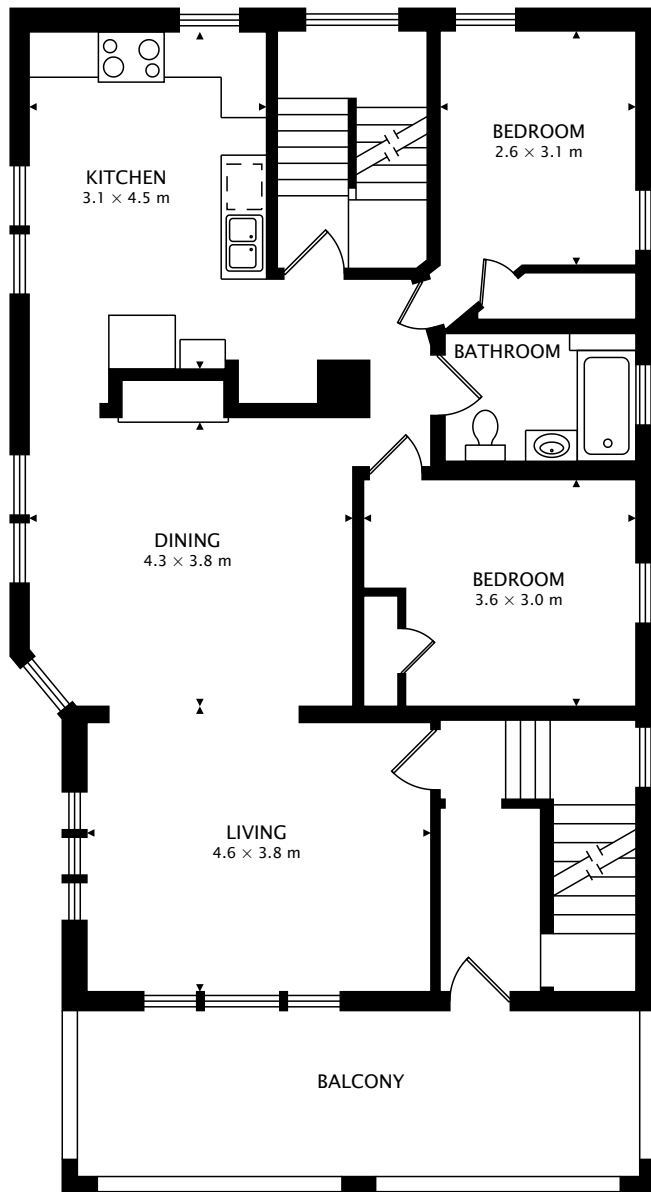 KITCHEN
3.1 × 4.5 m
BEDROOM
2.6 × 3.1 m
BATHROOM
DINING
4.3 × 3.8 m
BEDROOM
3.6 × 3.0 m
LIVING
4.6 × 3.8 m
BALCONY